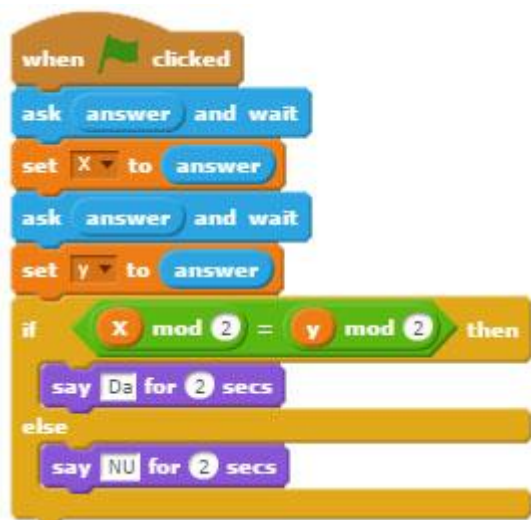 when clicked
ask answer and wait
set X to answer
ask answer and wait
set y to answer
if X mod 2 = y mod 2 then
say Da for 2 secs
else
say NU for 2 secs